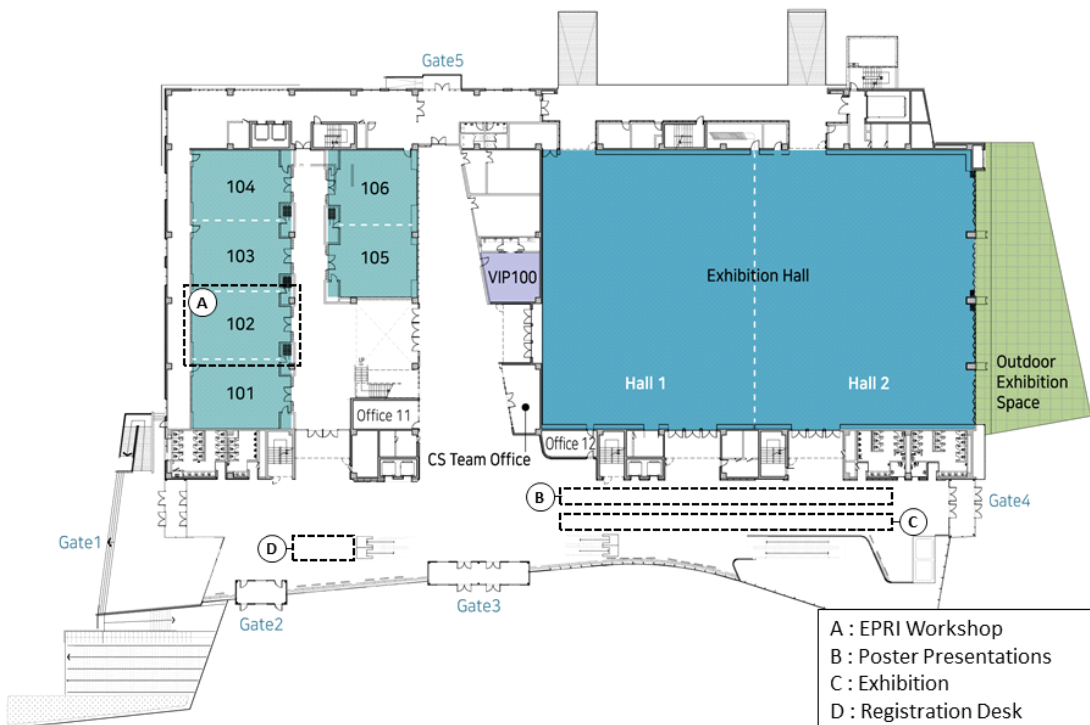 Gate5
104
106
103
105
VIP100
Exhibition Hall
A
102
UP
101
Hall 1
Hall 2
Outdoor
Exhibition
Space
Office 11
Office 12
CS Team Office
B
Gate4
C
Gate1
D
Gate3
Gate2
A : EPRI Workshop
B : Poster Presentations
C : Exhibition
D : Registration Desk